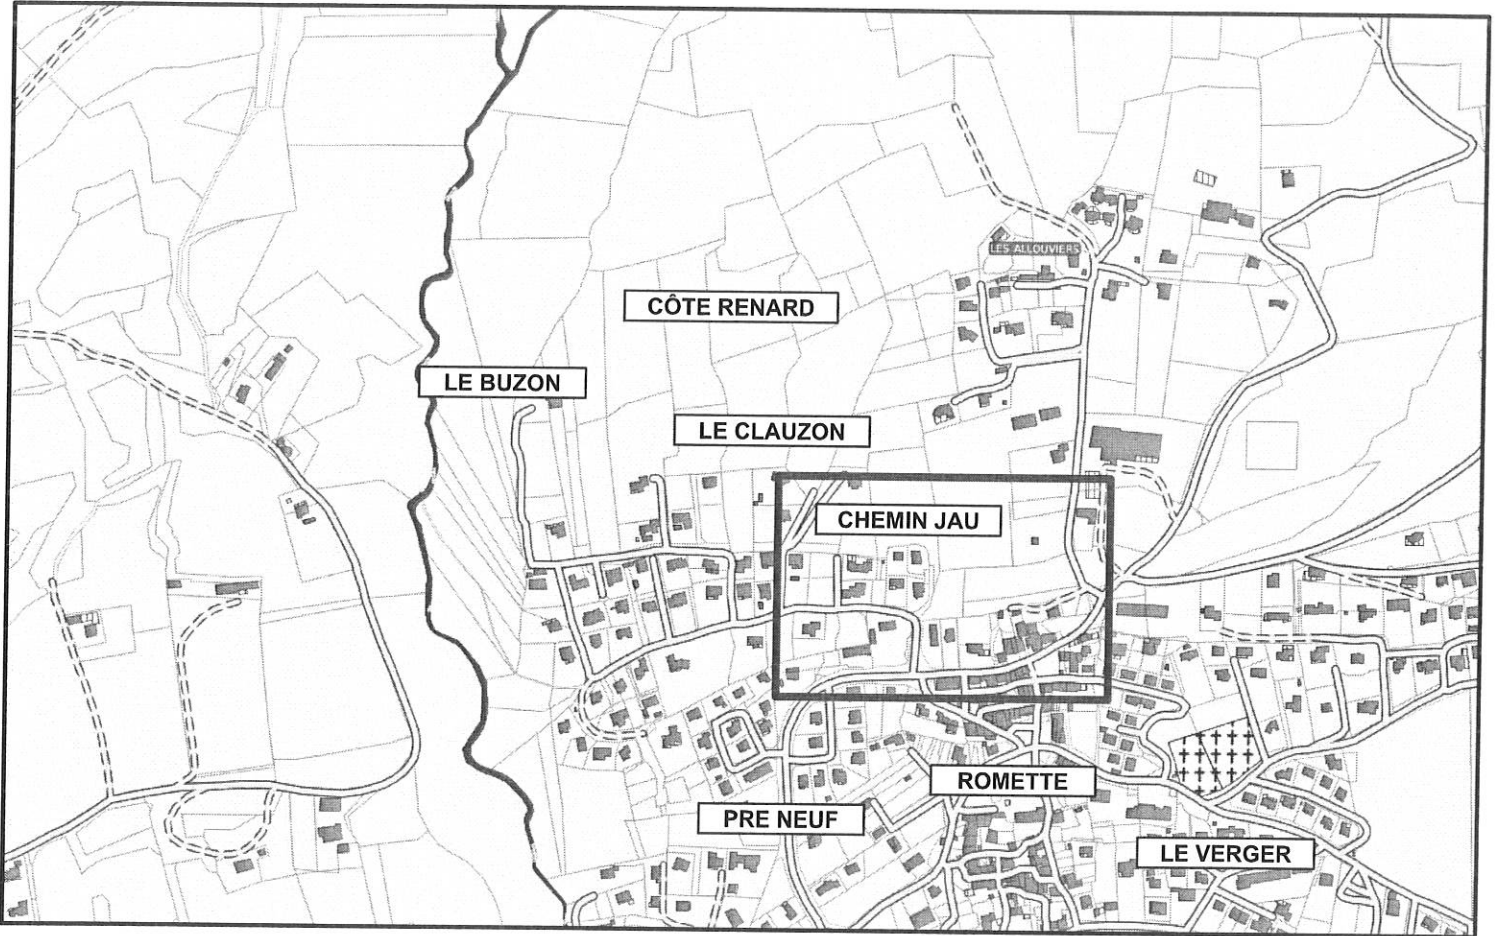 LES ALLOUVIERS
CÔTE RENARD
LE BUZON
LE CLAUZON
CHEMIN JAU
ROMETTE
PRE NEUF
LE VERGER